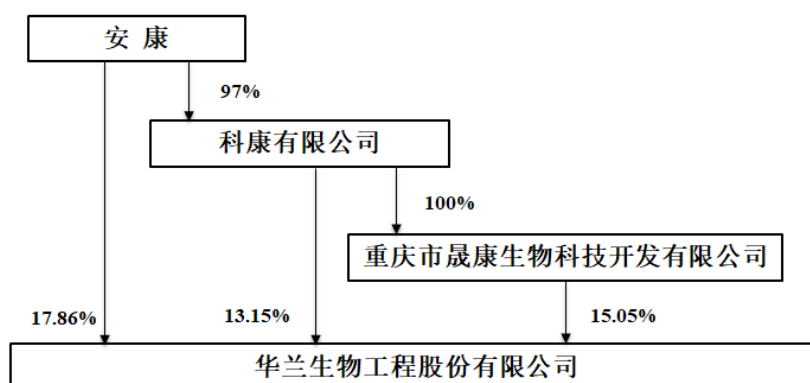 安 康
97%
科康有限公司
100%
重庆市晟康生物科技开发有限公司
17.86%
13.15%
15.05%
华兰生物工程股份有限公司